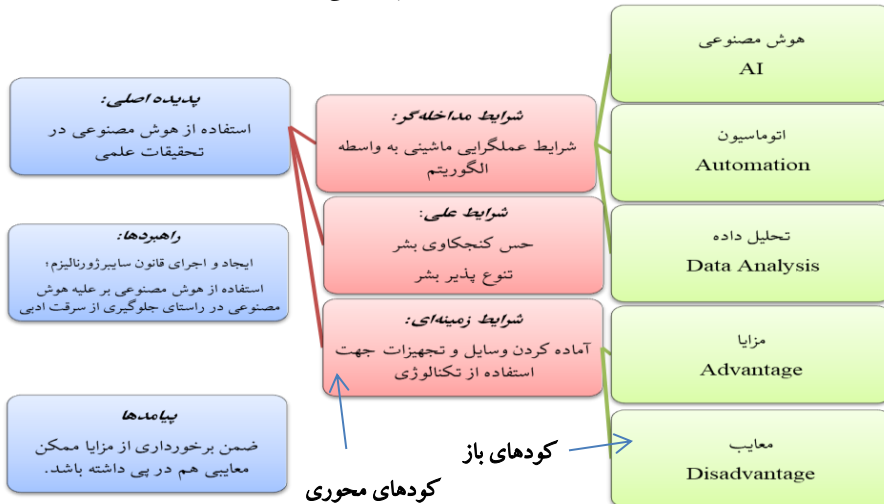 هوش مصنوعی
AI
اتوماسیون
Automation
تحلیل داده
Data Analysis
مزایا
Advantage
معایب
Disadvantage
کودهای باز
شرایط مداخله‌گر:
شرایط عملگرایی ماشینی به واسطه
الگوریتم
شرایط علی:
حس کنجکاوی بشر
تنوع پذیر بشر
شرایط زمینه‌ای:
آماده کردن وسایل و تجهیزات جهت
استفاده از تکنالوژی
کودهای محوری
پدیده اصلی:
استفاده از هوش مصنوعی در
تحقیقات علمی
راهبردها:
ایجاد و اجرای قانون سایبرژورنالیزم؛
استفاده از هوش مصنوعی بر علیه هوش
مصنوعی در راستای جلوگیری از سرقت ادبی
پیامدها
ضمن برخورداری از مزایا ممکن
معایبی هم در پی داشته باشد.